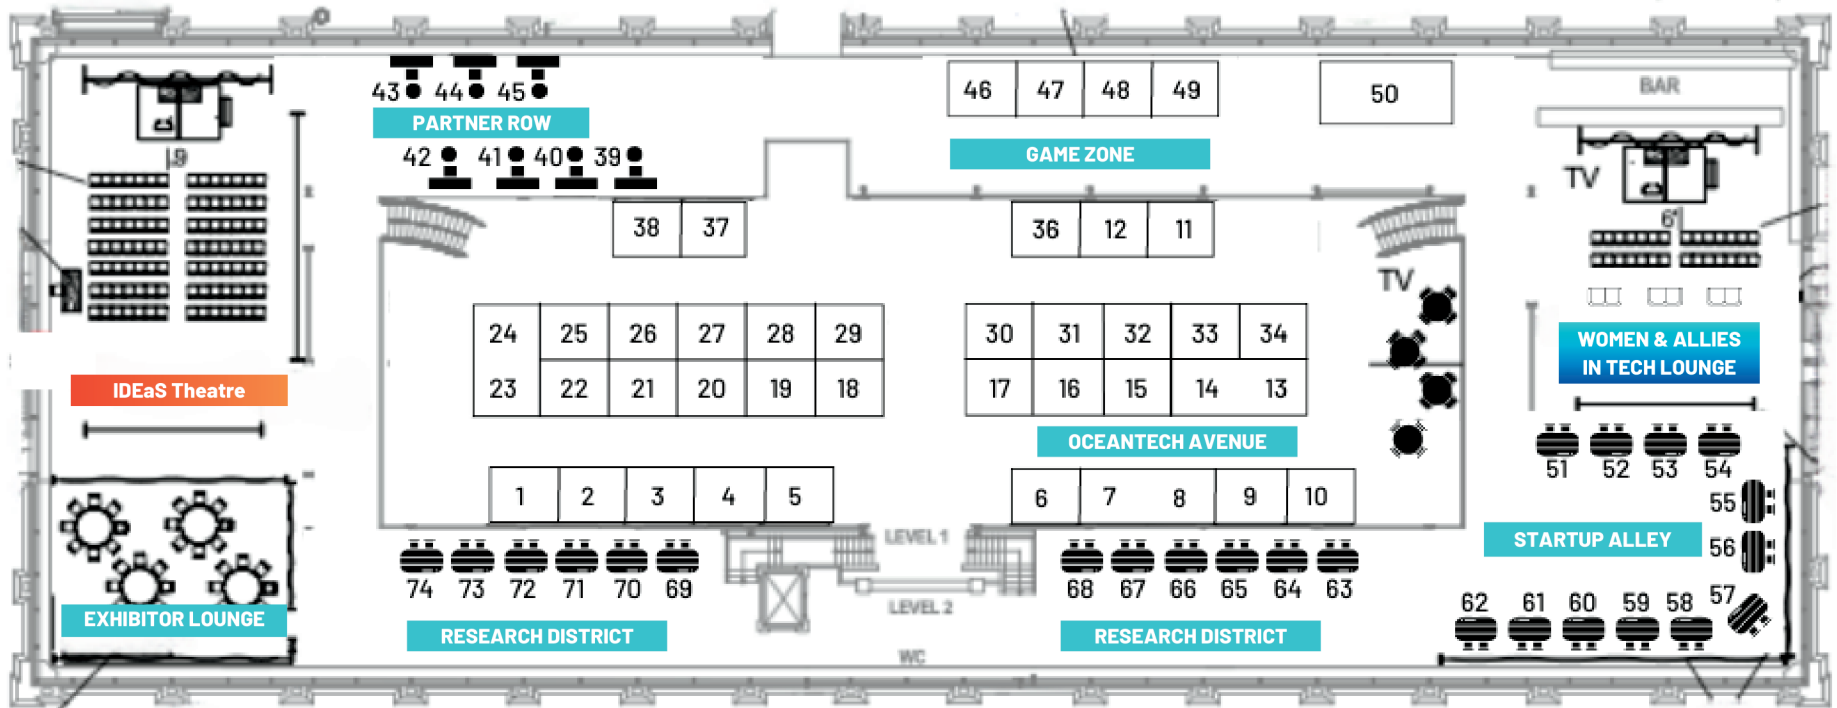 43 44 45
PARTNER ROW
42 41 40 39
46 47 48 49
GAME ZONE
50
BAR
TV
38 37
36 12 11
24 25 26 27 28 29
23 22 21 20 19 18
30 31 32 33 34
17 16 15 14 13
OCEANTECH AVENUE
TV
IDEaS Theatre
WOMEN & ALLIES
IN TECH LOUNGE
1 2 3 4 5
6 7 8 9 10
51 52 53 54
55
56
57
STARTUP ALLEY
62 61 60 59 58
EXHIBITOR LOUNGE
LEVEL 1
LEVEL 2
74 73 72 71 70 69
RESEARCH DISTRICT
68 67 66 65 64 63
RESEARCH DISTRICT
WC